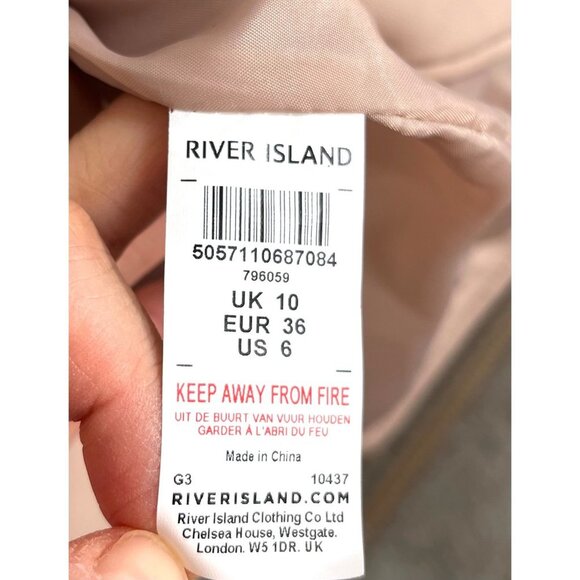 RIVER ISLAND
5057110687084
796059
UK 10
EUR 36
US 6
KEEP AWAY FROM FIRE
UIT DE BUURT VAN VUUR HOUDEN
GARDER À L'ABRI DU FEU
Made in China
G3 10437
RIVERISLAND.COM
River Island Clothing Co Ltd
Chelsea House, Westgate.
London. W5 1DR. UK